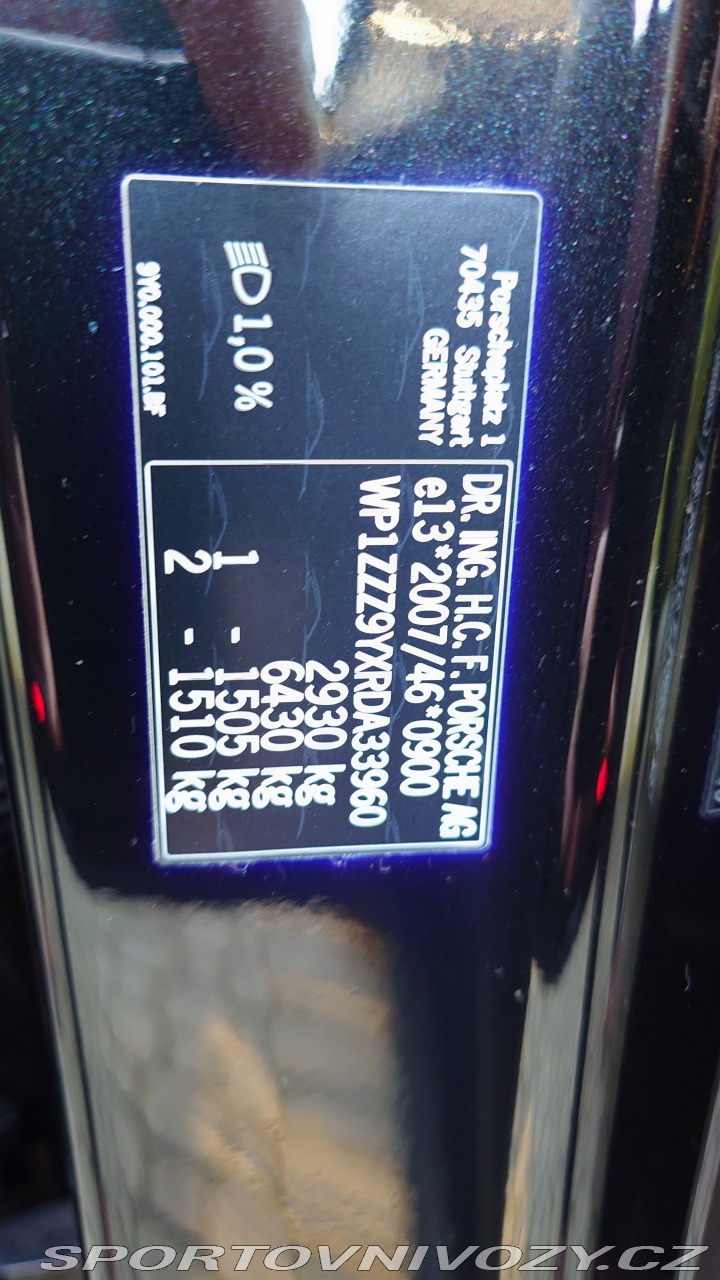 Porscheplatz 1
70435 Stuttgart
GERMANY
1,0 %
9Y0.000.101.BF
DR. ING. H.C. F. PORSCHE AG
e13*2007/46*0900
WP1ZZZ9YXRDA33960
2930 kg
6430 kg
1 - 1505 kg
2 - 1510 kg
SPORTOVNIVOZY.CZ